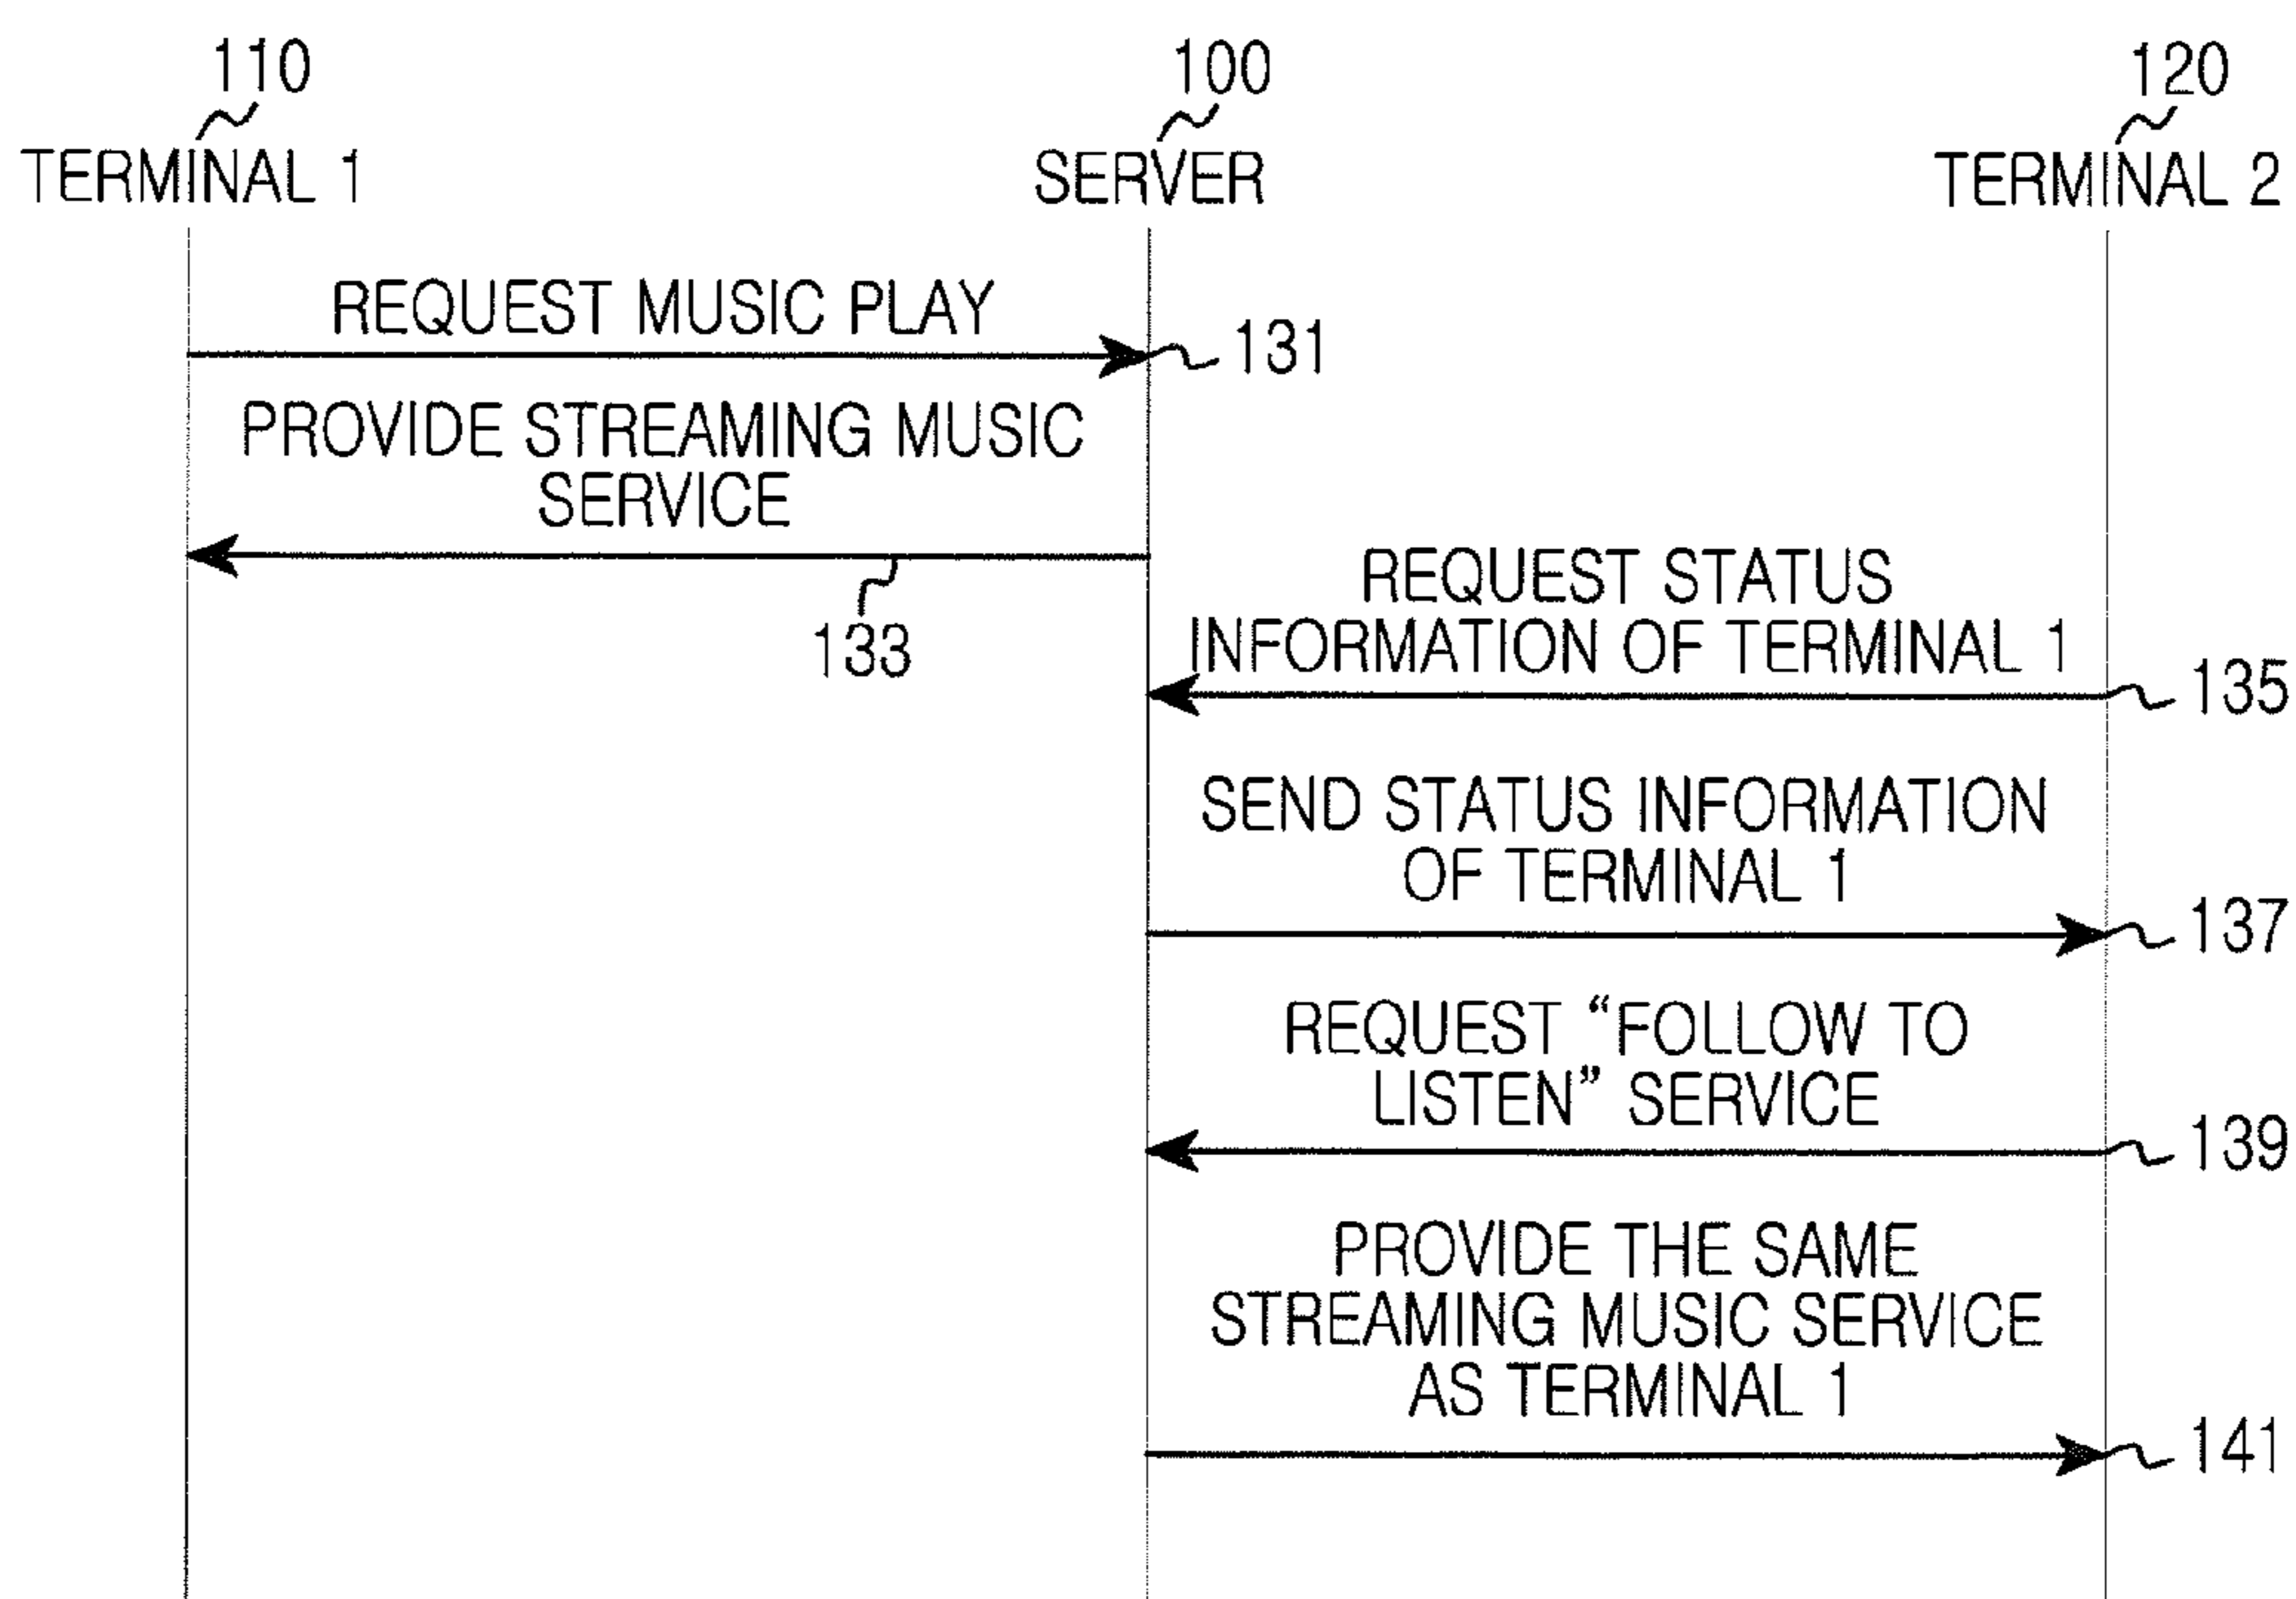 110
100
120
TERMINAL 1
SERVER
TERMINAL 2
REQUEST MUSIC PLAY
131
PROVIDE STREAMING MUSIC
SERVICE
133
REQUEST STATUS
INFORMATION OF TERMINAL 1
135
SEND STATUS INFORMATION
OF TERMINAL 1
137
REQUEST “FOLLOW TO
LISTEN” SERVICE
139
PROVIDE THE SAME
STREAMING MUSIC SERVICE
AS TERMINAL 1
141